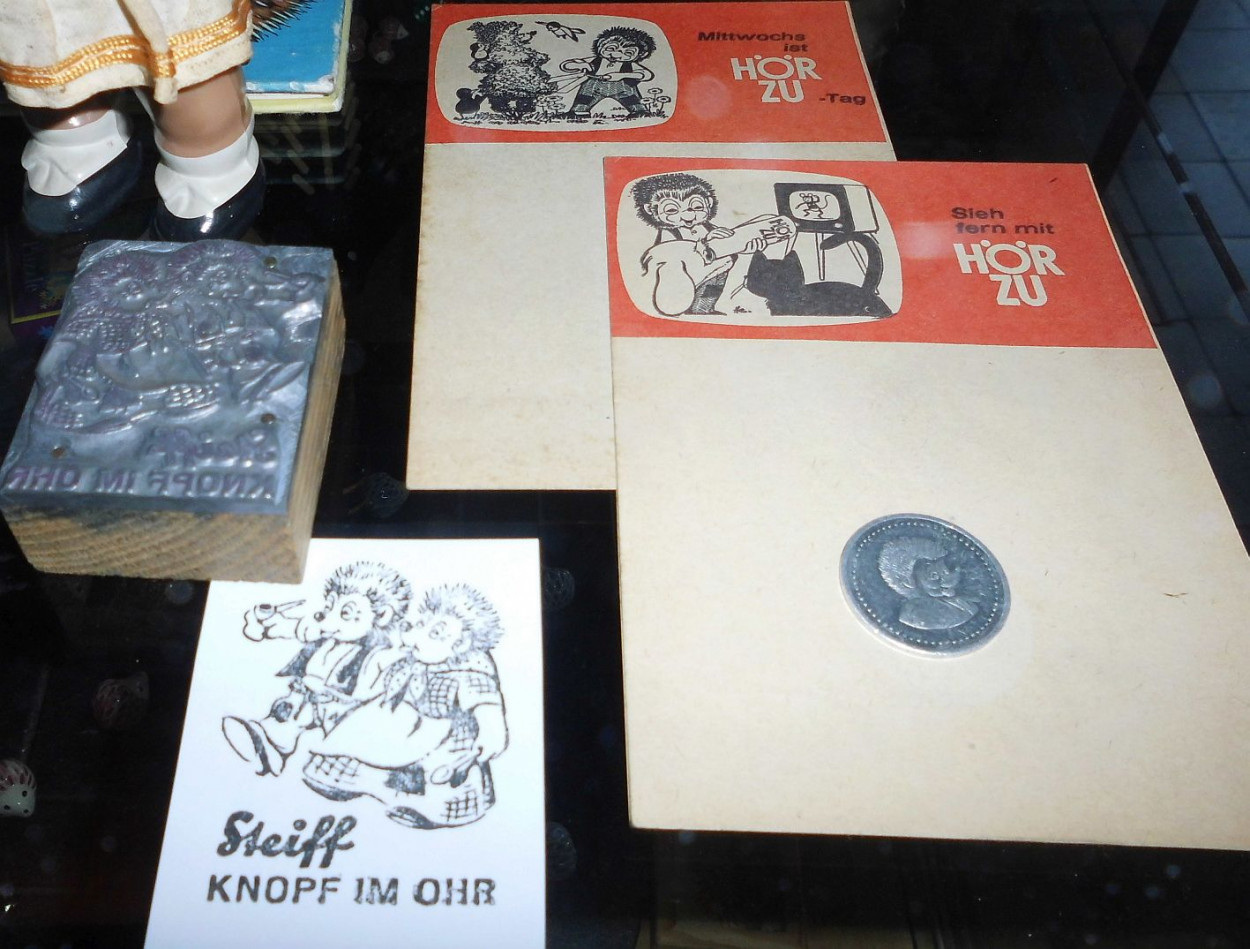 Mittwochs
ist
HÖR
ZU -Tag
Sieh
fern mit
HÖR
ZU
Steiff
KNOPF IM OHR
Steiff
KNOPF IM OHR